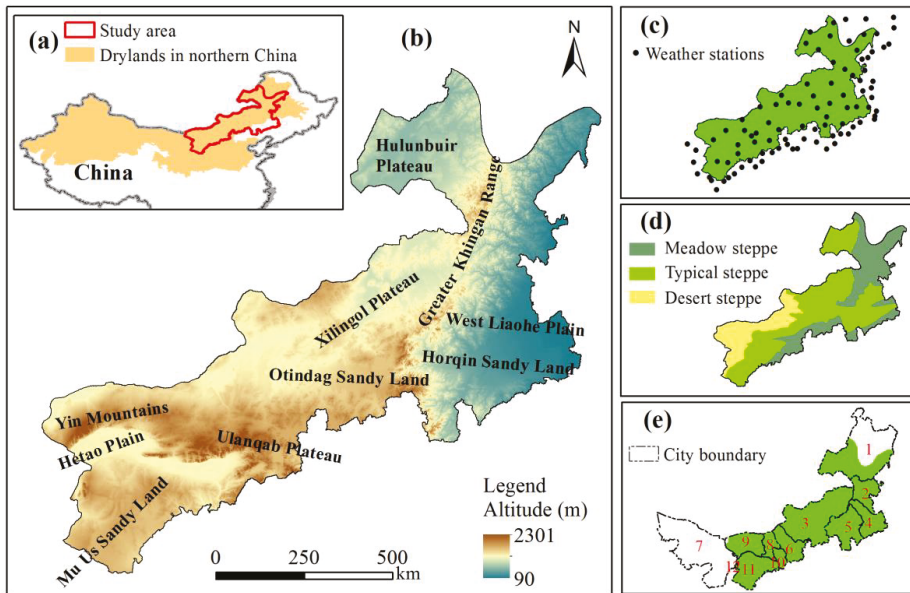 (a)
Study area
Drylands in northern China
China
(b)
N
Hulunbuir
Plateau
Greater Khingan Range
Xilingol Plateau
West Liaohe Plain
Horqin Sandy Land
Otindag Sandy Land
Yin Mountains
Hetao Plain
Ulanqab Plateau
Mu Us Sandy Land
Legend
Altitude (m)
2301
90
0 250 500
km
(c)
Weather stations
(d)
Meadow steppe
Typical steppe
Desert steppe
(e)
City boundary
1
2
3
4
5
6
7
8
9
10
11
12